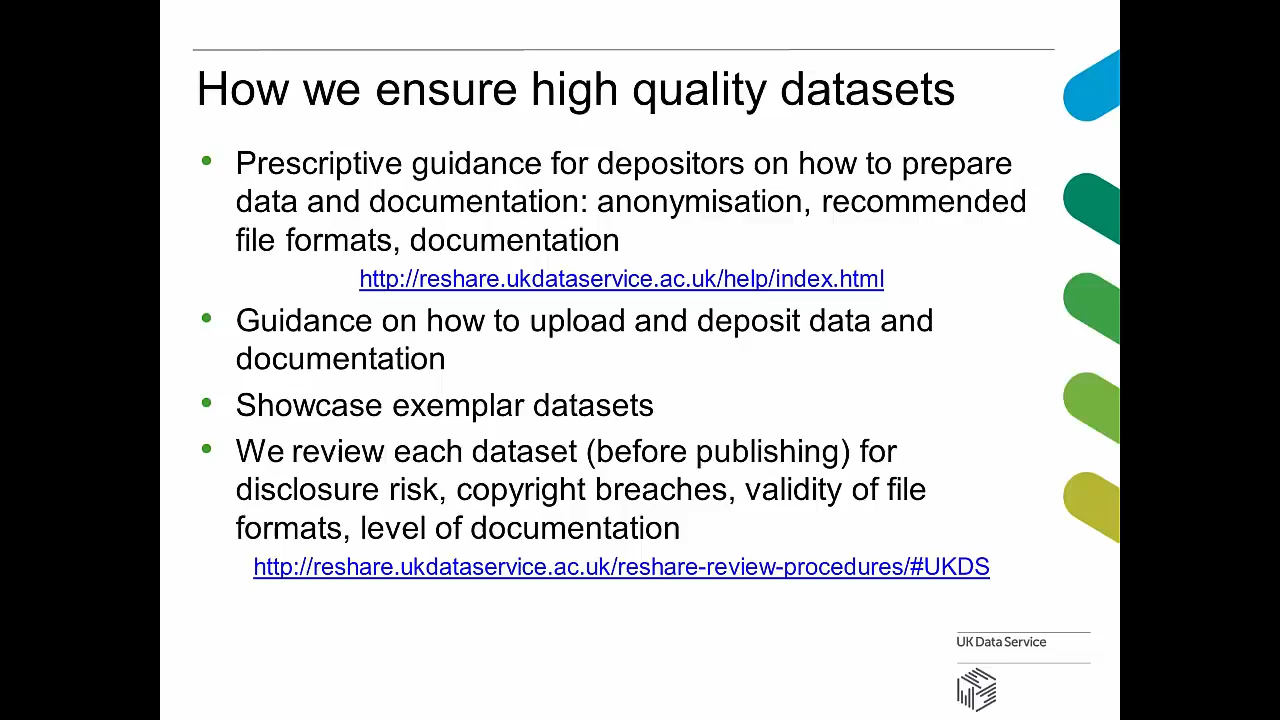 How we ensure high quality datasets
• Prescriptive guidance for depositors on how to prepare
data and documentation: anonymisation, recommended
file formats, documentation
http://reshare.ukdataservice.ac.uk/help/index.html
• Guidance on how to upload and deposit data and
documentation
• Showcase exemplar datasets
• We review each dataset (before publishing) for
disclosure risk, copyright breaches, validity of file
formats, level of documentation
http://reshare.ukdataservice.ac.uk/reshare-review-procedures/#UKDS
UK Data Service